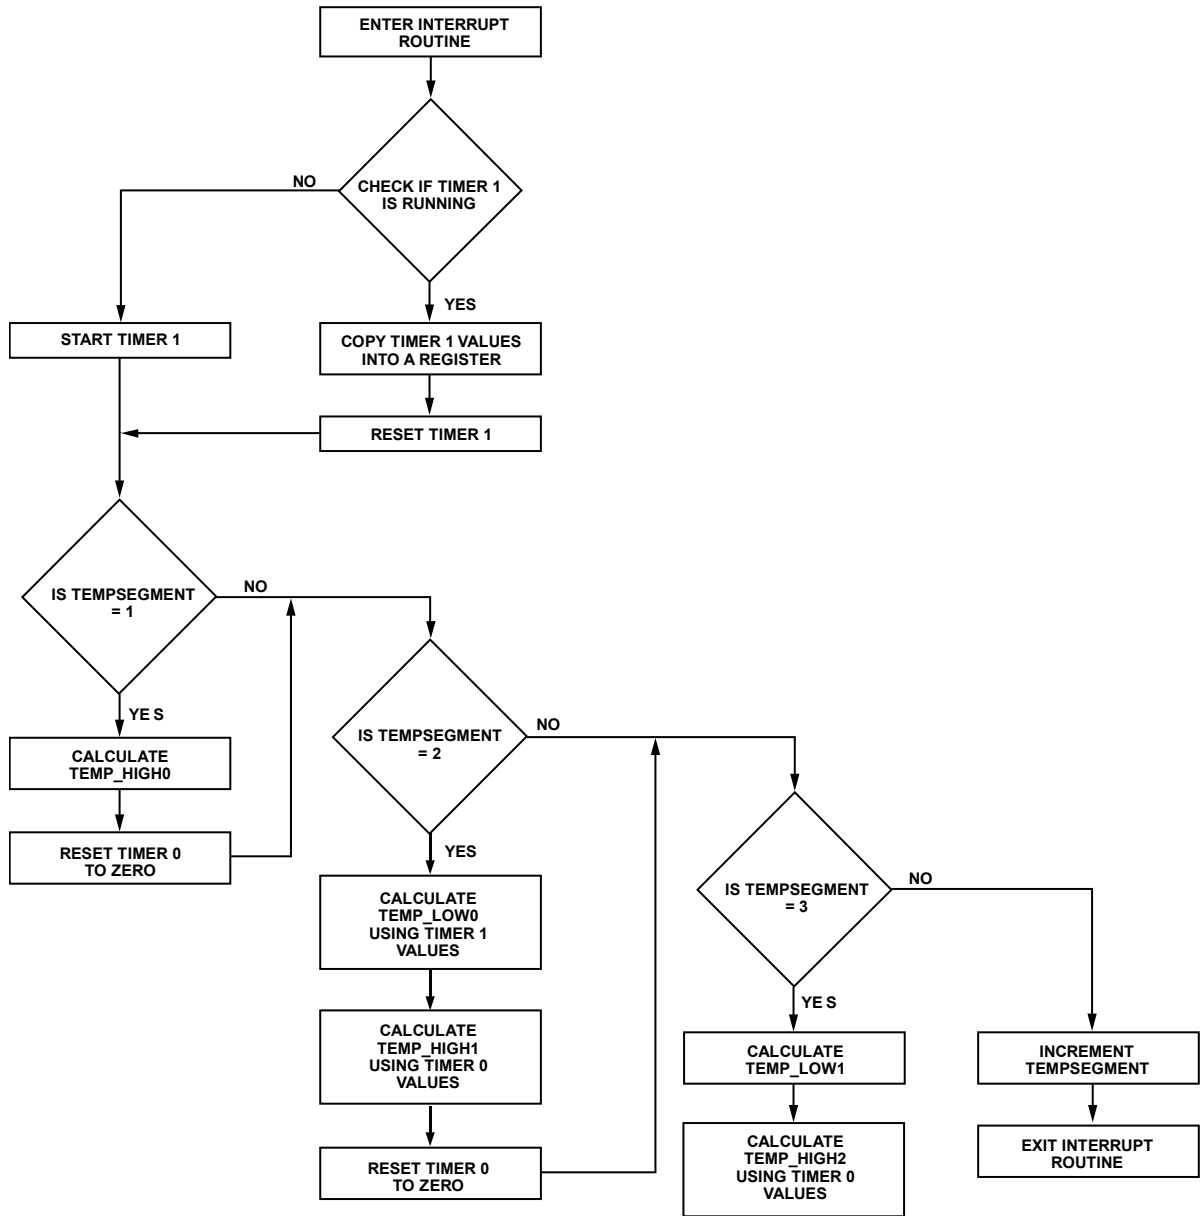 ENTER INTERRUPT
ROUTINE
CHECK IF TIMER 1
IS RUNNING
NO
YES
START TIMER 1
COPY TIMER 1 VALUES
INTO A REGISTER
RESET TIMER 1
IS TEMPSEGMENT
= 1
NO
YE S
CALCULATE
TEMP_HIGH0
RESET TIMER 0
TO ZERO
IS TEMPSEGMENT
= 2
NO
YES
CALCULATE
TEMP_LOW0
USING TIMER 1
VALUES
CALCULATE
TEMP_HIGH1
USING TIMER 0
VALUES
RESET TIMER 0
TO ZERO
IS TEMPSEGMENT
= 3
NO
YE S
CALCULATE
TEMP_LOW1
CALCULATE
TEMP_HIGH2
USING TIMER 0
VALUES
INCREMENT
TEMPSEGMENT
EXIT INTERRUPT
ROUTINE